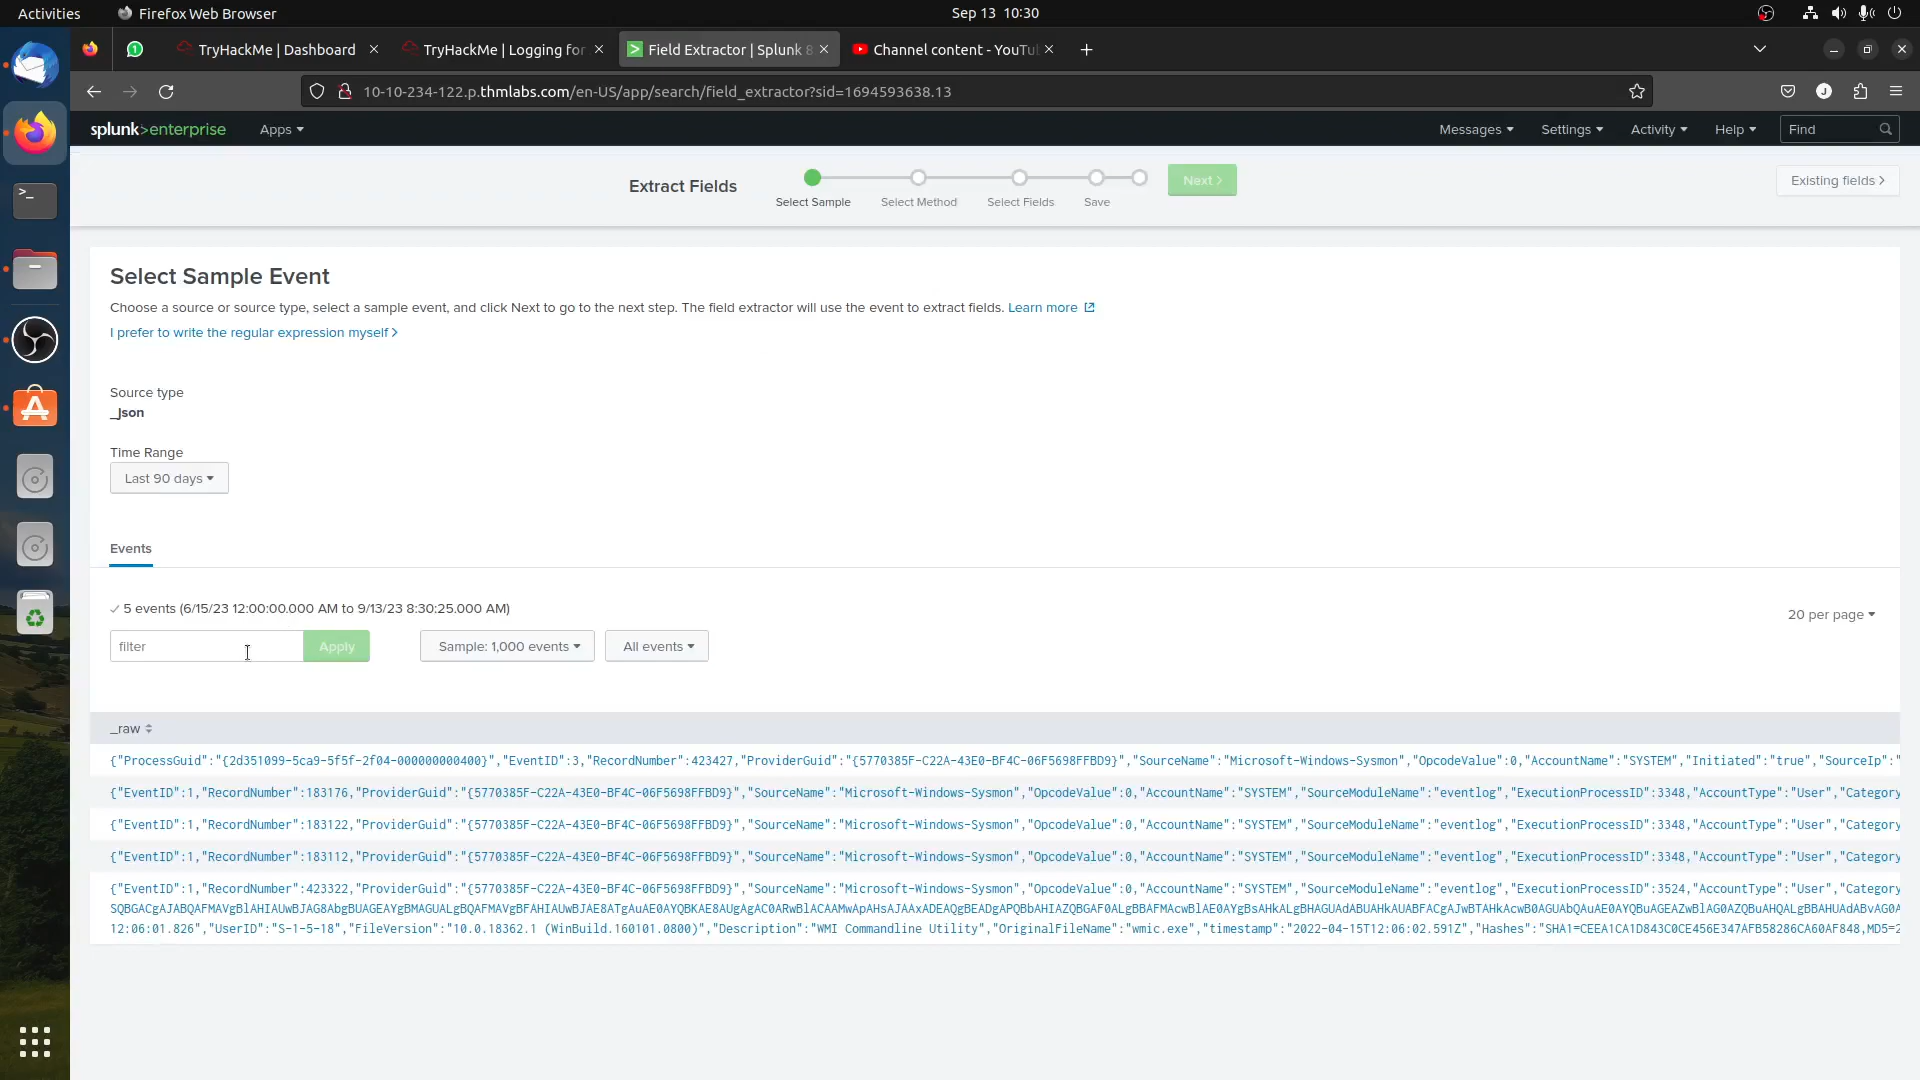 Activities
Firefox Web Browser
Sep 13 10:30
TryHackMe | Dashboard
TryHackMe | Logging for
Field Extractor | Splunk 8
Channel content - YouTu
10-10-234-122.p.thmlabs.com/en-US/app/search/field_extractor?sid=1694593638.13
splunk>enterprise
Apps
Messages
Settings
Activity
Help
Find
Extract Fields
Select Sample
Select Method
Select Fields
Save
Next >
Existing fields >
Select Sample Event
Choose a source or source type, select a sample event, and click Next to go to the next step. The field extractor will use the event to extract fields. Learn more
I prefer to write the regular expression myself >
Source type
_json
Time Range
Last 90 days
Events
✓ 5 events (6/15/23 12:00:00.000 AM to 9/13/23 8:30:25.000 AM)
20 per page
filter
Apply
Sample: 1,000 events
All events
_raw
{"ProcessGuid":"{2d351099-5ca9-5f5f-2f04-000000000400}","EventID":3,"RecordNumber":423427,"ProviderGuid":"{5770385F-C22A-43E0-BF4C-06F5698FFBD9}","SourceName":"Microsoft-Windows-Sysmon","OpcodeValue":0,"AccountName":"SYSTEM","Initiated":"true","SourceIp":"
{"EventID":1,"RecordNumber":183176,"ProviderGuid":"{5770385F-C22A-43E0-BF4C-06F5698FFBD9}","SourceName":"Microsoft-Windows-Sysmon","OpcodeValue":0,"AccountName":"SYSTEM","SourceModuleName":"eventlog","ExecutionProcessID":3348,"AccountType":"User","Category
{"EventID":1,"RecordNumber":183122,"ProviderGuid":"{5770385F-C22A-43E0-BF4C-06F5698FFBD9}","SourceName":"Microsoft-Windows-Sysmon","OpcodeValue":0,"AccountName":"SYSTEM","SourceModuleName":"eventlog","ExecutionProcessID":3348,"AccountType":"User","Category
{"EventID":1,"RecordNumber":183112,"ProviderGuid":"{5770385F-C22A-43E0-BF4C-06F5698FFBD9}","SourceName":"Microsoft-Windows-Sysmon","OpcodeValue":0,"AccountName":"SYSTEM","SourceModuleName":"eventlog","ExecutionProcessID":3348,"AccountType":"User","Category
{"EventID":1,"RecordNumber":423322,"ProviderGuid":"{5770385F-C22A-43E0-BF4C-06F5698FFBD9}","SourceName":"Microsoft-Windows-Sysmon","OpcodeValue":0,"AccountName":"SYSTEM","SourceModuleName":"eventlog","ExecutionProcessID":3524,"AccountType":"User","Category
12:06:01.826","UserID":"S-1-5-18","FileVersion":"10.0.18362.1 (WinBuild.160101.0800)","Description":"WMI Commandline Utility","OriginalFileName":"wmic.exe","timestamp":"2022-04-15T12:06:02.591Z","Hashes":"SHA1=CEEA1CA1D843C0CE456E347AFB58286CA60AF848,MD5=2